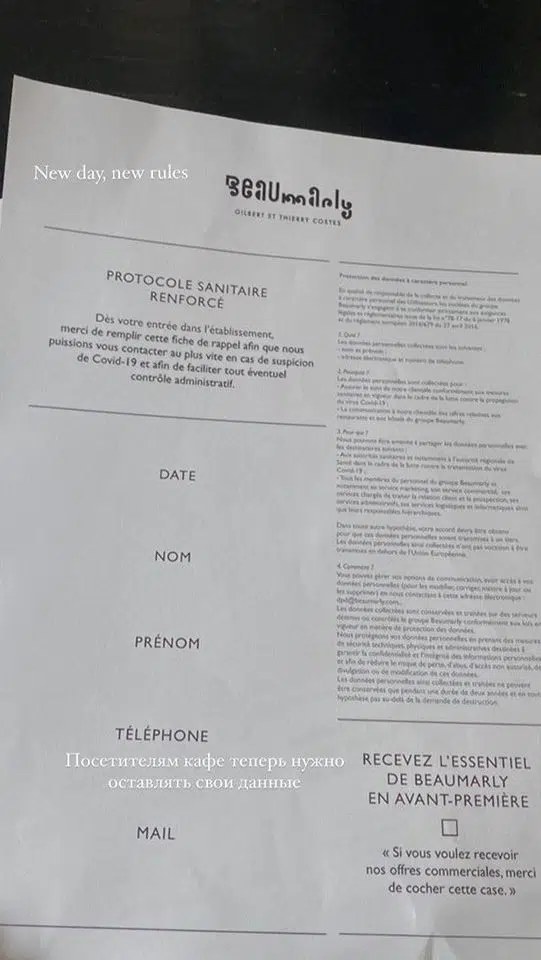 New day, new rules
Beaumarly
GILBERT ET THIERRY COSTES
PROTOCOLE SANITAIRE
RENFORCÉ
Dès votre entrée dans l'établissement,
merci de remplir cette fiche de rappel afin que nous
puissions vous contacter au plus vite en cas de suspicion
de Covid-19 et afin de faciliter tout éventuel
contrôle administratif.
DATE
NOM
PRÉNOM
TÉLÉPHONE
Посетителям кафе теперь нужно
оставлять свои данные
MAIL
Protection des données à caractère personnel
En qualité de responsable de la collecte et du traitement des données
à caractère personnel des Utilisateurs, les sociétés du groupe
Beaumarly s'engagent à se conformer strictement aux exigences
légales et réglementaires issue de la loi n°78-17 du 6 janvier 1978
et du règlement européen 2016/679 du 27 avril 2016.
1. Quoi ?
Les données personnelles collectées sont les suivantes :
- nom et prénom ;
- adresse électronique et numéro de téléphone
2. Pourquoi ?
Les données personnelles sont collectées pour :
- Assurer le suivi de notre clientèle conformément aux mesures
sanitaires en vigueur dans le cadre de la lutte contre la propagation
du virus Covid-19 ;
- La communication à notre clientèle des offres relatives aux
restaurants et aux hôtels du groupe Beaumarly.
3. Pour qui ?
Nous pouvons être amené à partager les données personnelles avec
les destinataires suivants :
- Aux autorités sanitaires et notamment à l'autorité régionale de
Santé dans le cadre de la lutte contre la transmission du virus
Covid-19 ;
- Tous les membres du personnel du groupe Beaumarly et
notamment en service marketing, son service commercial, ses
services chargés de traiter la relation client et la prospection, ses
services administratifs, ses services logistiques et informatiques ainsi
que leurs responsables hiérarchiques.
Dans toute autre hypothèse, votre accord devra être obtenu
pour que ces données personnelles soient transmises à un tiers.
Les données personnelles ainsi collectées n'ont pas vocation à être
transmises en dehors de l'Union Européenne.
4. Comment ?
Vous pouvez gérer vos options de communication, avoir accès à vos
données personnelles (pour les modifier, corriger, mettre à jour ou
les supprimer) en nous contactant à cette adresse électronique :
dpd@beaumarly.com.
Les données collectées sont conservées et traitées sur des serveurs
détenus ou contrôlés le groupe Beaumarly conformément aux lois en
vigueur en matière de protection des données.
Nous protégeons vos données personnelles en prenant des mesures
de sécurité techniques, physiques et administratives destinées à
garantir la confidentialité et l'intégrité des informations personnelles
et afin de réduire le risque de perte, d'abus, d'accès non autorisé, de
divulgation ou de modification de ces données.
Les données personnelles ainsi collectées et traitées ne peuvent
être conservées que pendant une durée de deux années et en tout
hypothèse pas au-delà de la demande de destruction.
RECEVEZ L'ESSENTIEL
DE BEAUMARLY
EN AVANT-PREMIÈRE
« Si vous voulez recevoir
nos offres commerciales, merci
de cocher cette case. »